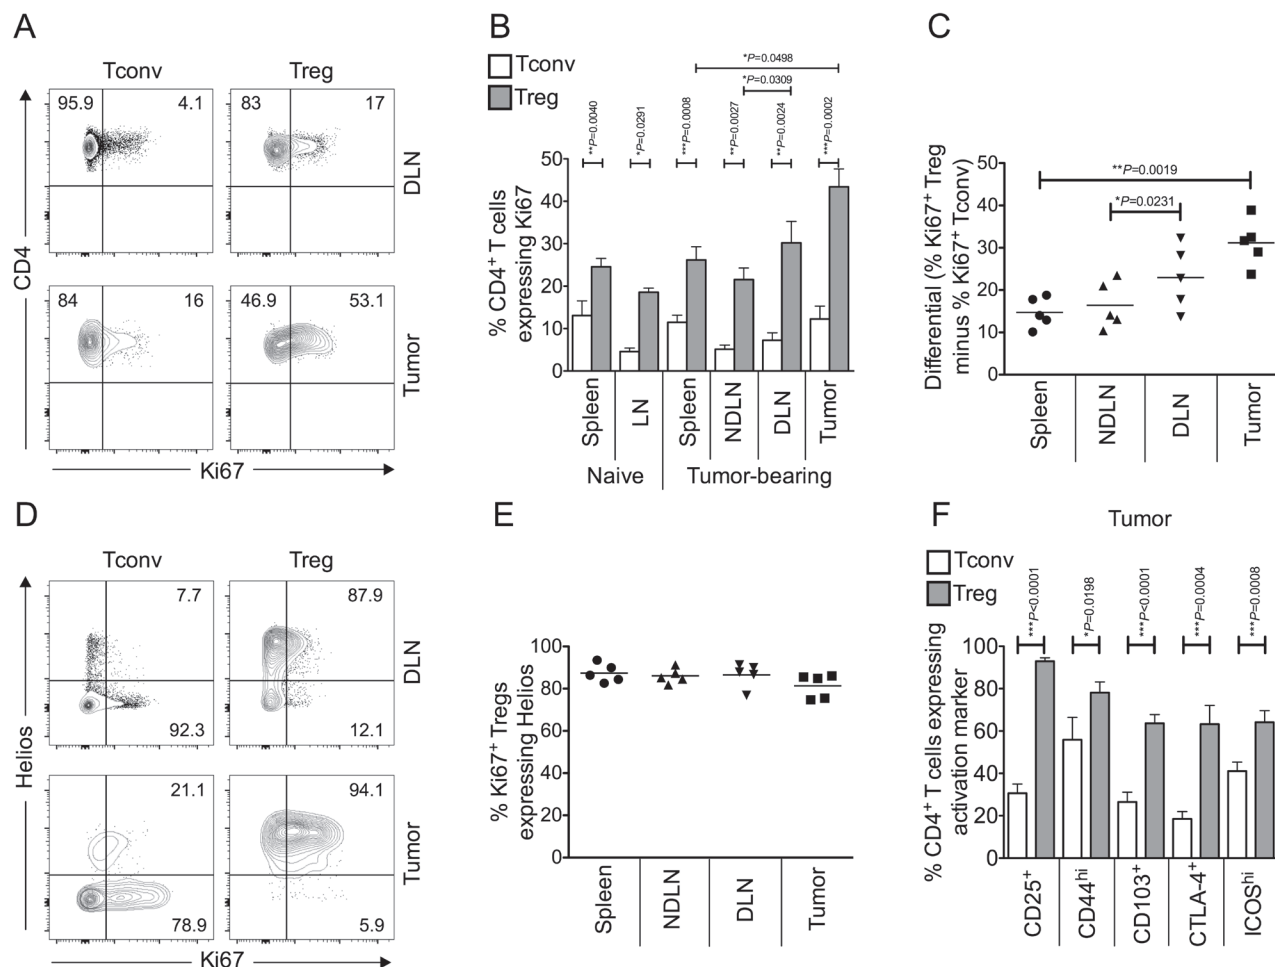 A
Tconv
Treg
95.9
4.1
83
17
DLN
84
16
46.9
53.1
Tumor
CD4
Ki67
B
Tconv
Treg
*P=0.0498
*P=0.0309
**P=0.0040
*P=0.0291
***P=0.0008
**P=0.0027
**P=0.0024
***P=0.0002
% CD4+ T cells
expressing Ki67
50
40
30
20
10
0
Spleen
LN
Spleen
NDLN
DLN
Tumor
Naive
Tumor-bearing
C
Differential (% Ki67+ Treg
minus % Ki67+ Tconv)
**P=0.0019
*P=0.0231
50
40
30
20
10
0
Spleen
NDLN
DLN
Tumor
D
Tconv
Treg
7.7
92.3
87.9
12.1
DLN
21.1
78.9
94.1
5.9
Tumor
Helios
Ki67
E
% Ki67+ Tregs
expressing Helios
100
80
60
40
20
0
Spleen
NDLN
DLN
Tumor
F
Tumor
Tconv
Treg
***P<0.0001
*P=0.0198
***P<0.0001
***P=0.0004
***P=0.0008
% CD4+ T cells expressing
activation marker
100
80
60
40
20
0
CD25+
CD44hi
CD103+
CTLA-4+
ICOShi